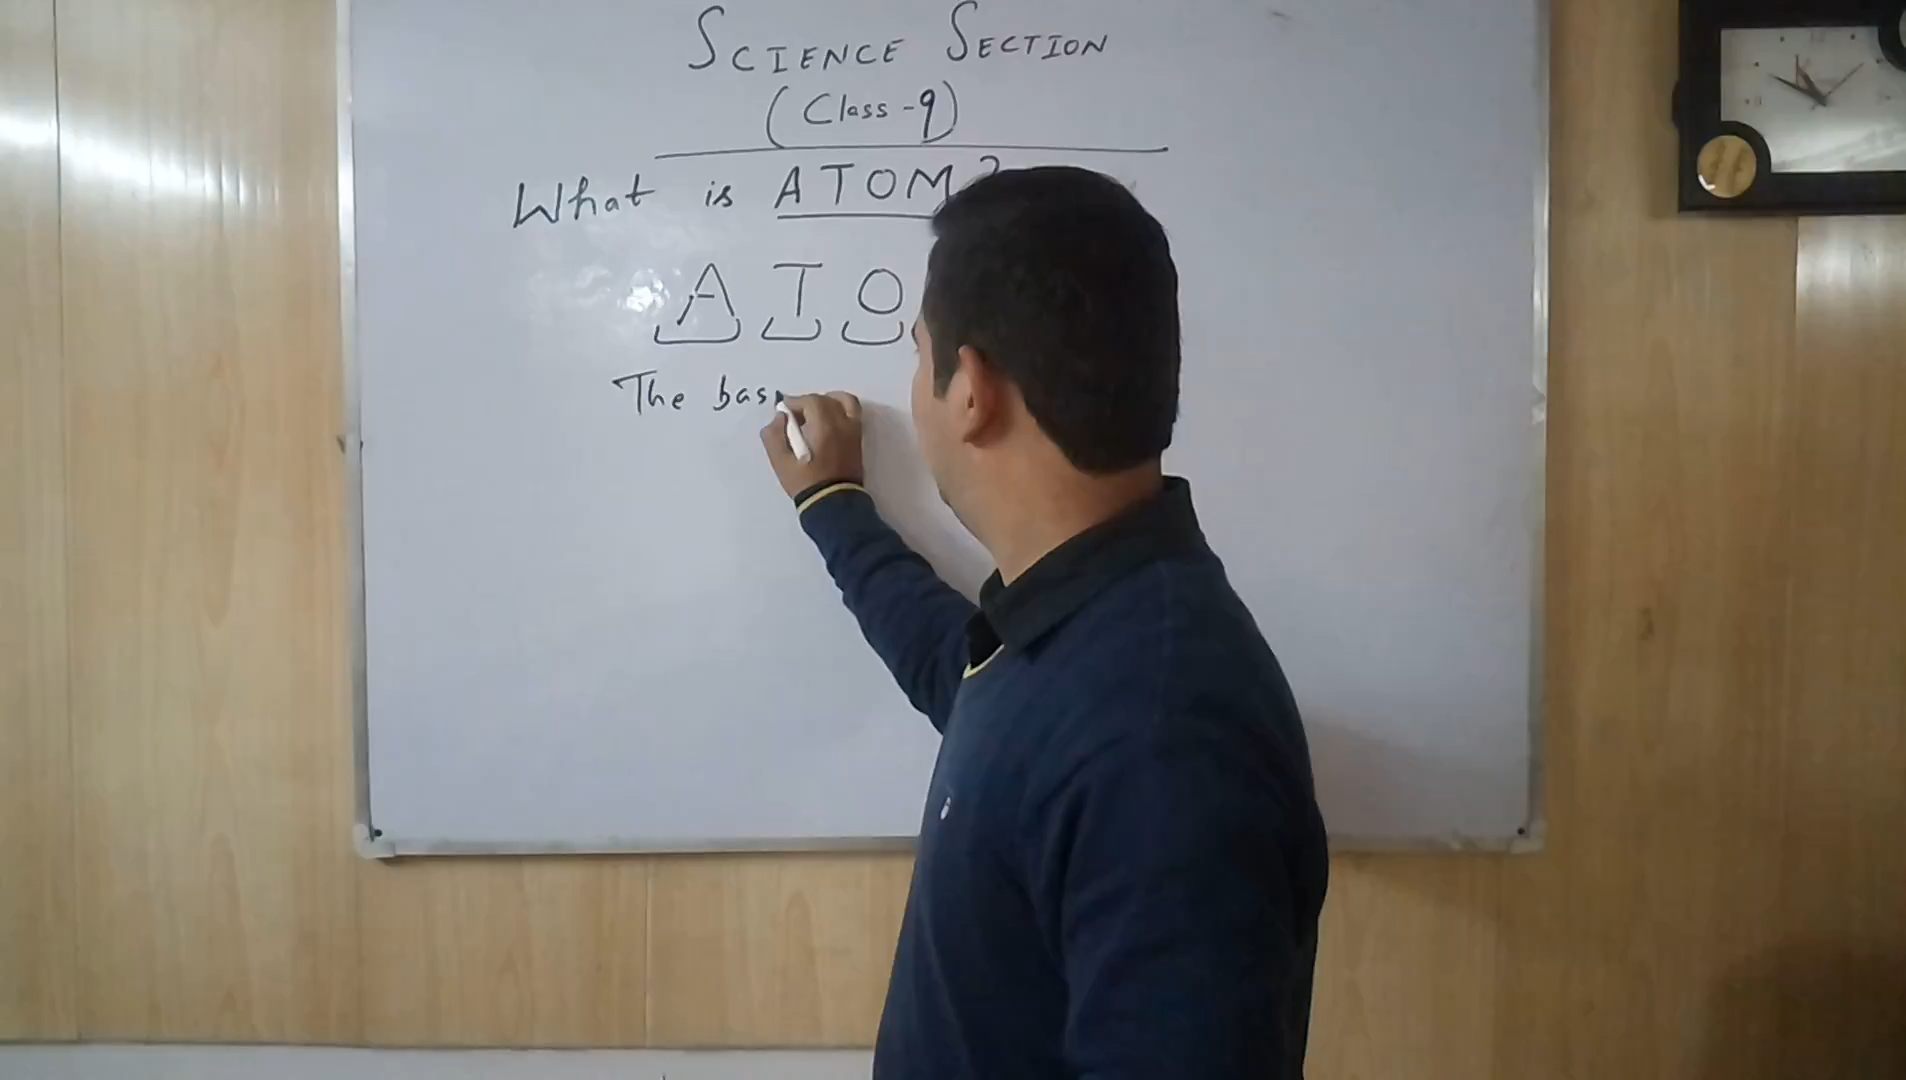 SCIENCE SECTION
(Class-9)
What is ATOM?
A T O
The bas